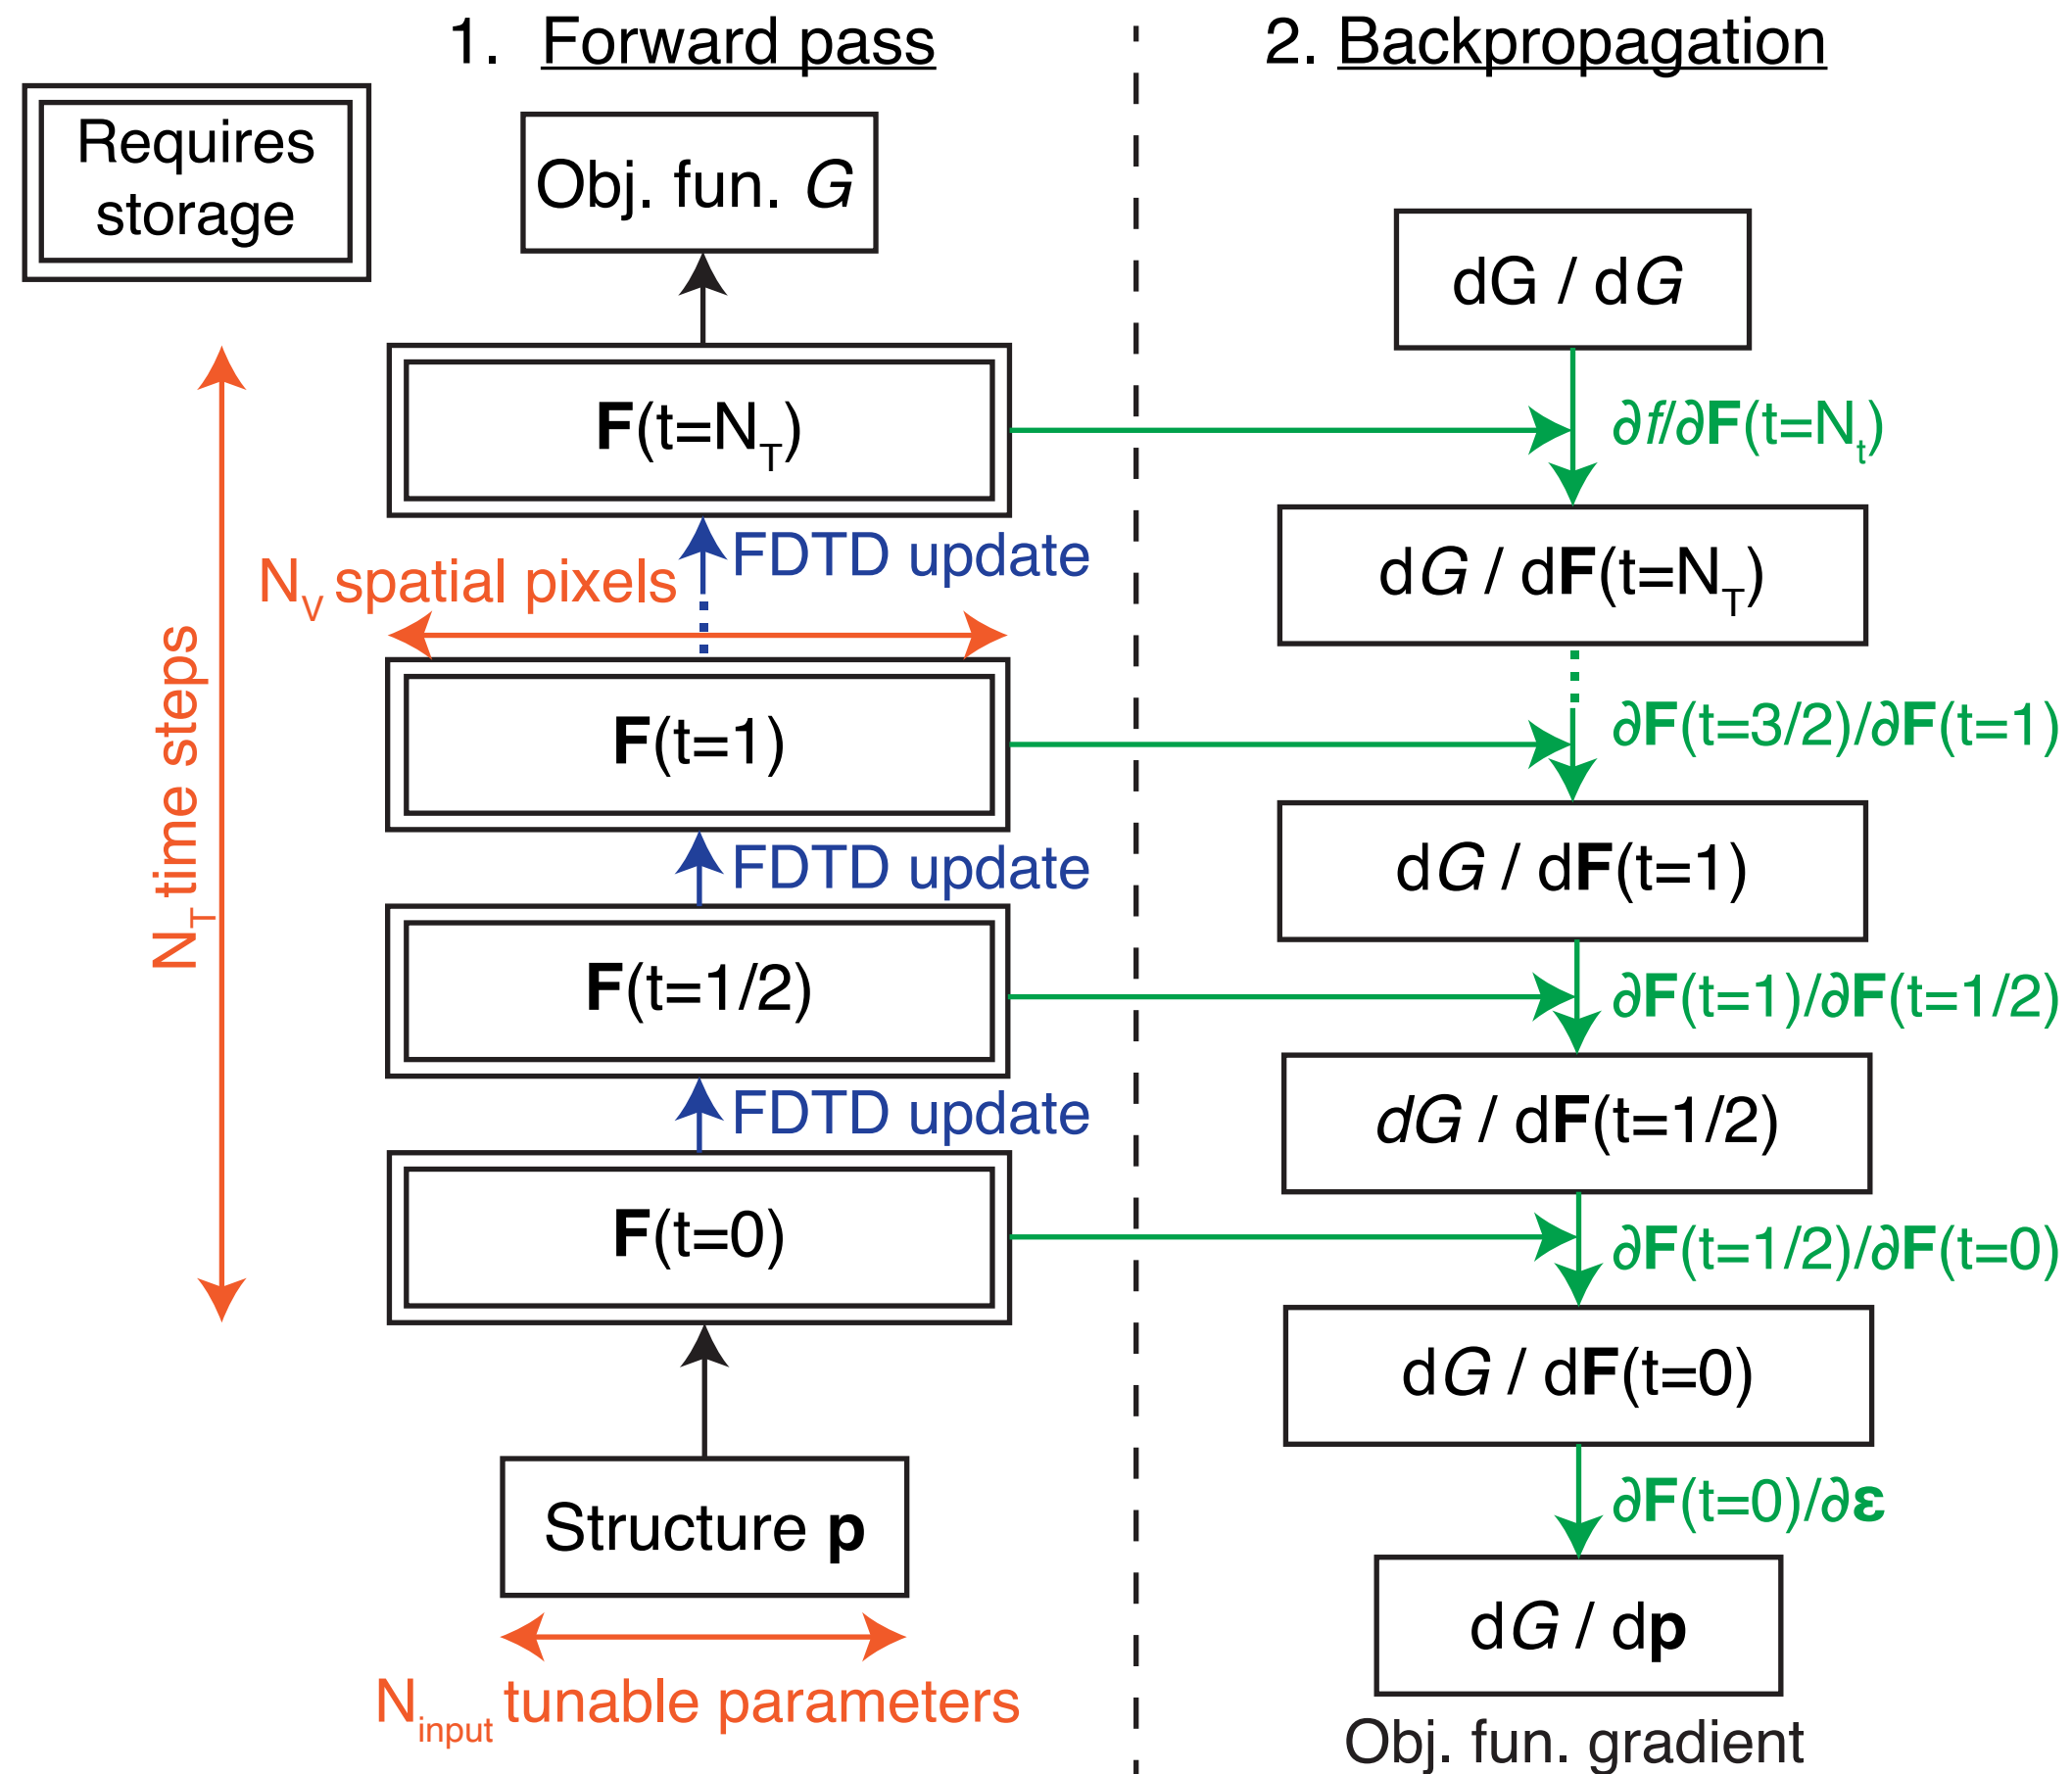 1. Forward pass
Requires
storage
Obj. fun. G
F(t=N_T)
FDTD update
N_V spatial pixels
N_T time steps
F(t=1)
FDTD update
F(t=1/2)
FDTD update
F(t=0)
Structure p
N_input tunable parameters
2. Backpropagation
dG / dG
∂f/∂F(t=N_t)
dG / dF(t=N_T)
∂F(t=3/2)/∂F(t=1)
dG / dF(t=1)
∂F(t=1)/∂F(t=1/2)
dG / dF(t=1/2)
∂F(t=1/2)/∂F(t=0)
dG / dF(t=0)
∂F(t=0)/∂ε
dG / dp
Obj. fun. gradient